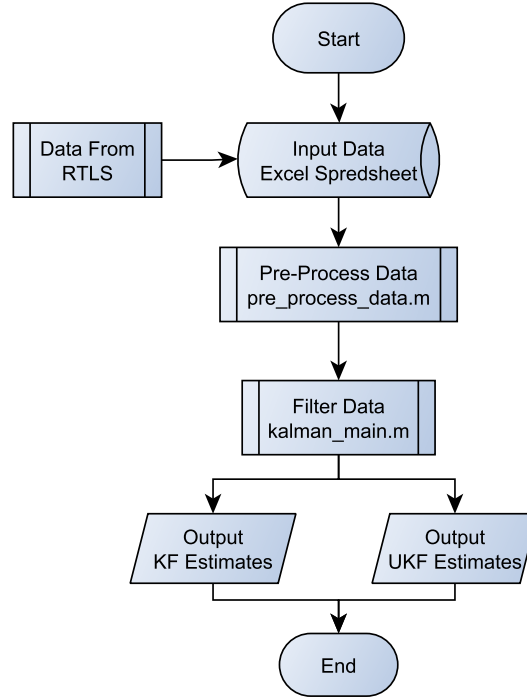 Start
Data From
RTLS
Input Data
Excel Spredsheet
Pre-Process Data
pre_process_data.m
Filter Data
kalman_main.m
Output
KF Estimates
Output
UKF Estimates
End